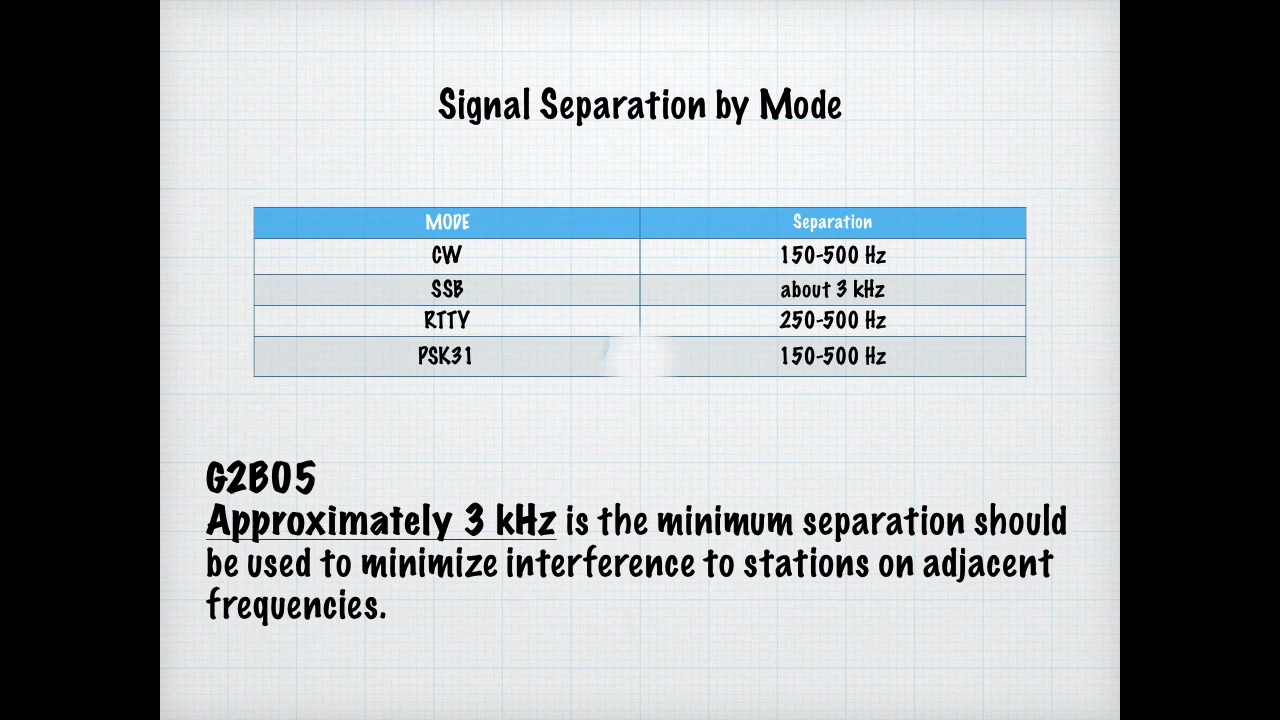 Signal Separation by Mode
MODE Separation
CW 150-500 Hz
SSB about 3 kHz
RTTY 250-500 Hz
PSK31 150-500 Hz
G2B05
Approximately 3 kHz is the minimum separation should
be used to minimize interference to stations on adjacent
frequencies.